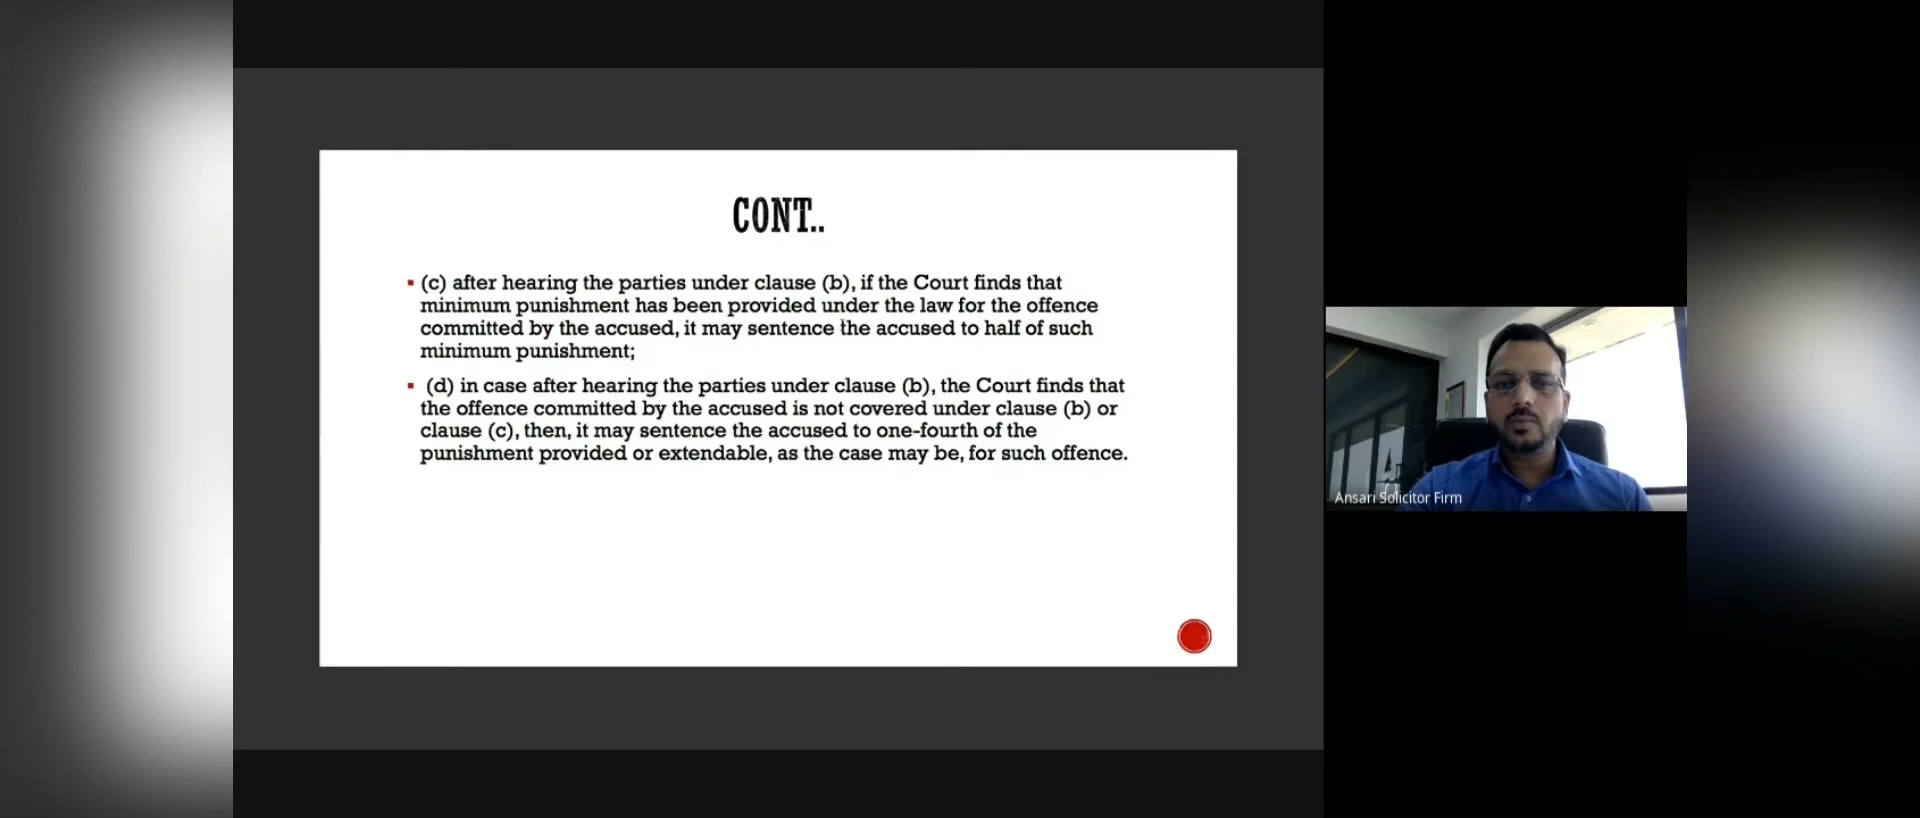 CONT..
(c) after hearing the parties under clause (b), if the Court finds that
minimum punishment has been provided under the law for the offence
committed by the accused, it may sentence the accused to half of such
minimum punishment;
(d) in case after hearing the parties under clause (b), the Court finds that
the offence committed by the accused is not covered under clause (b) or
clause (c), then, it may sentence the accused to one-fourth of the
punishment provided or extendable, as the case may be, for such offence.
Ansari Solicitor Firm